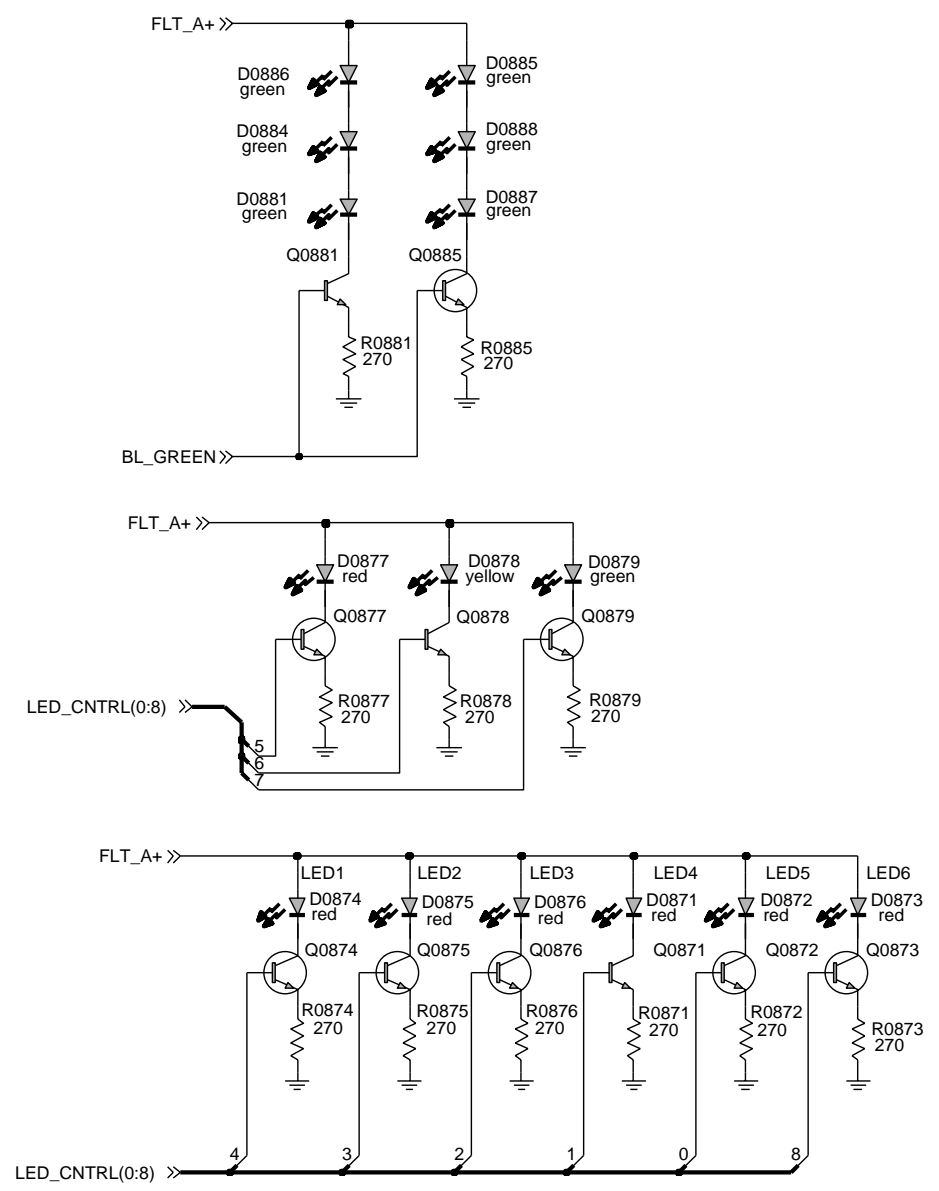 FLT_A+
D0886
green
D0885
green
D0884
green
D0888
green
D0881
green
D0887
green
Q0881
Q0885
R0881
270
R0885
270
BL_GREEN
FLT_A+
D0877
red
D0878
yellow
D0879
green
Q0877
Q0878
Q0879
R0877
270
R0878
270
R0879
270
LED_CNTRL(0:8)
5
6
7
FLT_A+
LED1
LED2
LED3
LED4
LED5
LED6
D0874
red
D0875
red
D0876
red
D0871
red
D0872
red
D0873
red
Q0874
Q0875
Q0876
Q0871
Q0872
Q0873
R0874
270
R0875
270
R0876
270
R0871
270
R0872
270
R0873
270
4
3
2
1
0
8
LED_CNTRL(0:8)